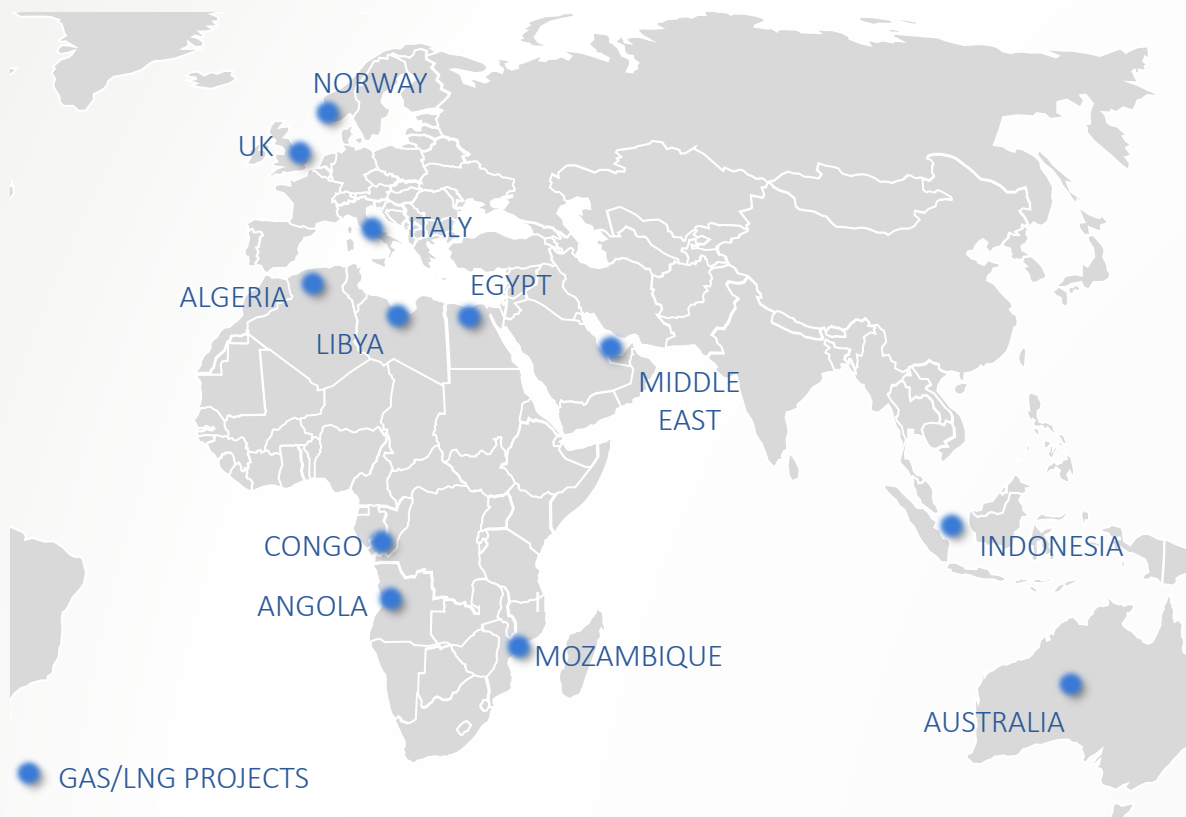 NORWAY
UK
ITALY
EGYPT
ALGERIA
LIBYA
MIDDLE
EAST
CONGO
INDONESIA
ANGOLA
MOZAMBIQUE
AUSTRALIA
GAS/LNG PROJECTS